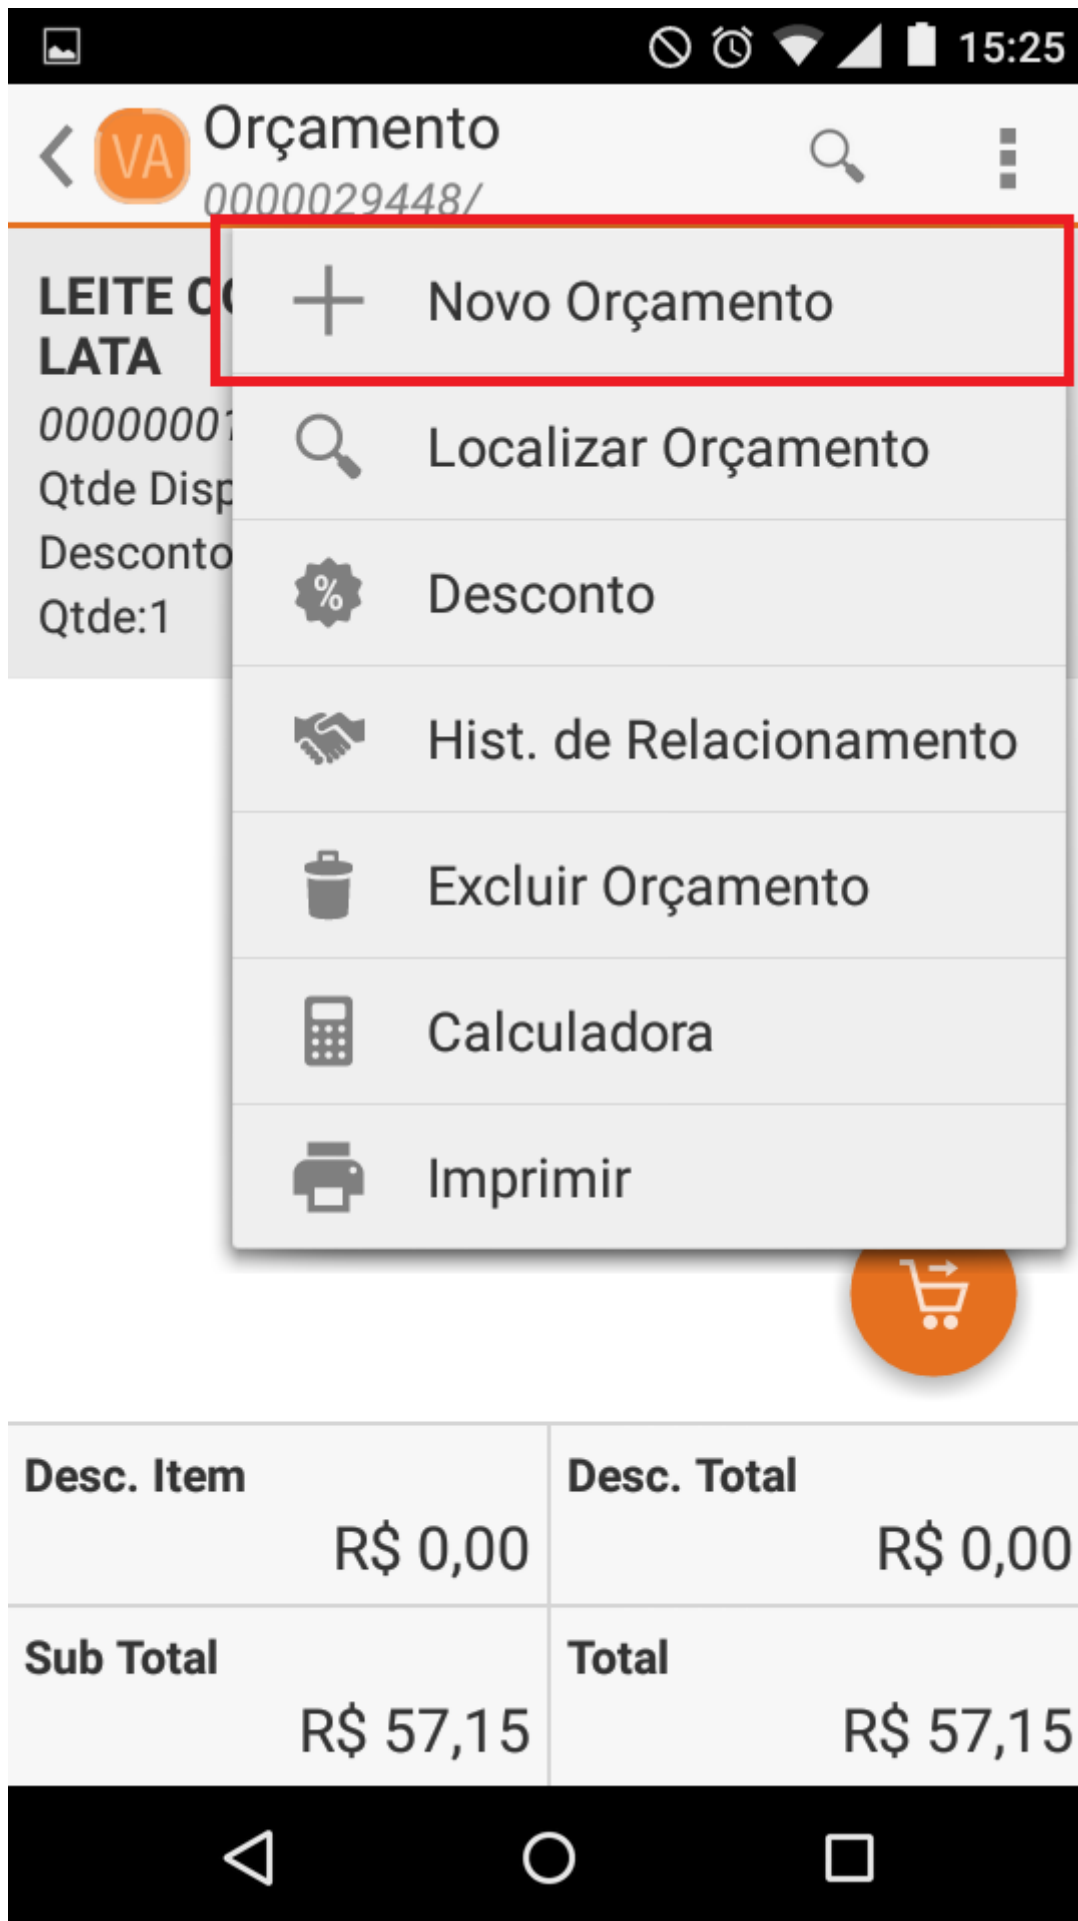 15:25
VA
Orçamento
0000029448/
LEITE
LATA
Novo Orçamento
Localizar Orçamento
Qtde
Desconto
Qtde:1
Desconto
Hist. de Relacionamento
Excluir Orçamento
Calculadora
Imprimir
Desc. Item
R$ 0,00
Desc. Total
R$ 0,00
Sub Total
R$ 57,15
Total
R$ 57,15